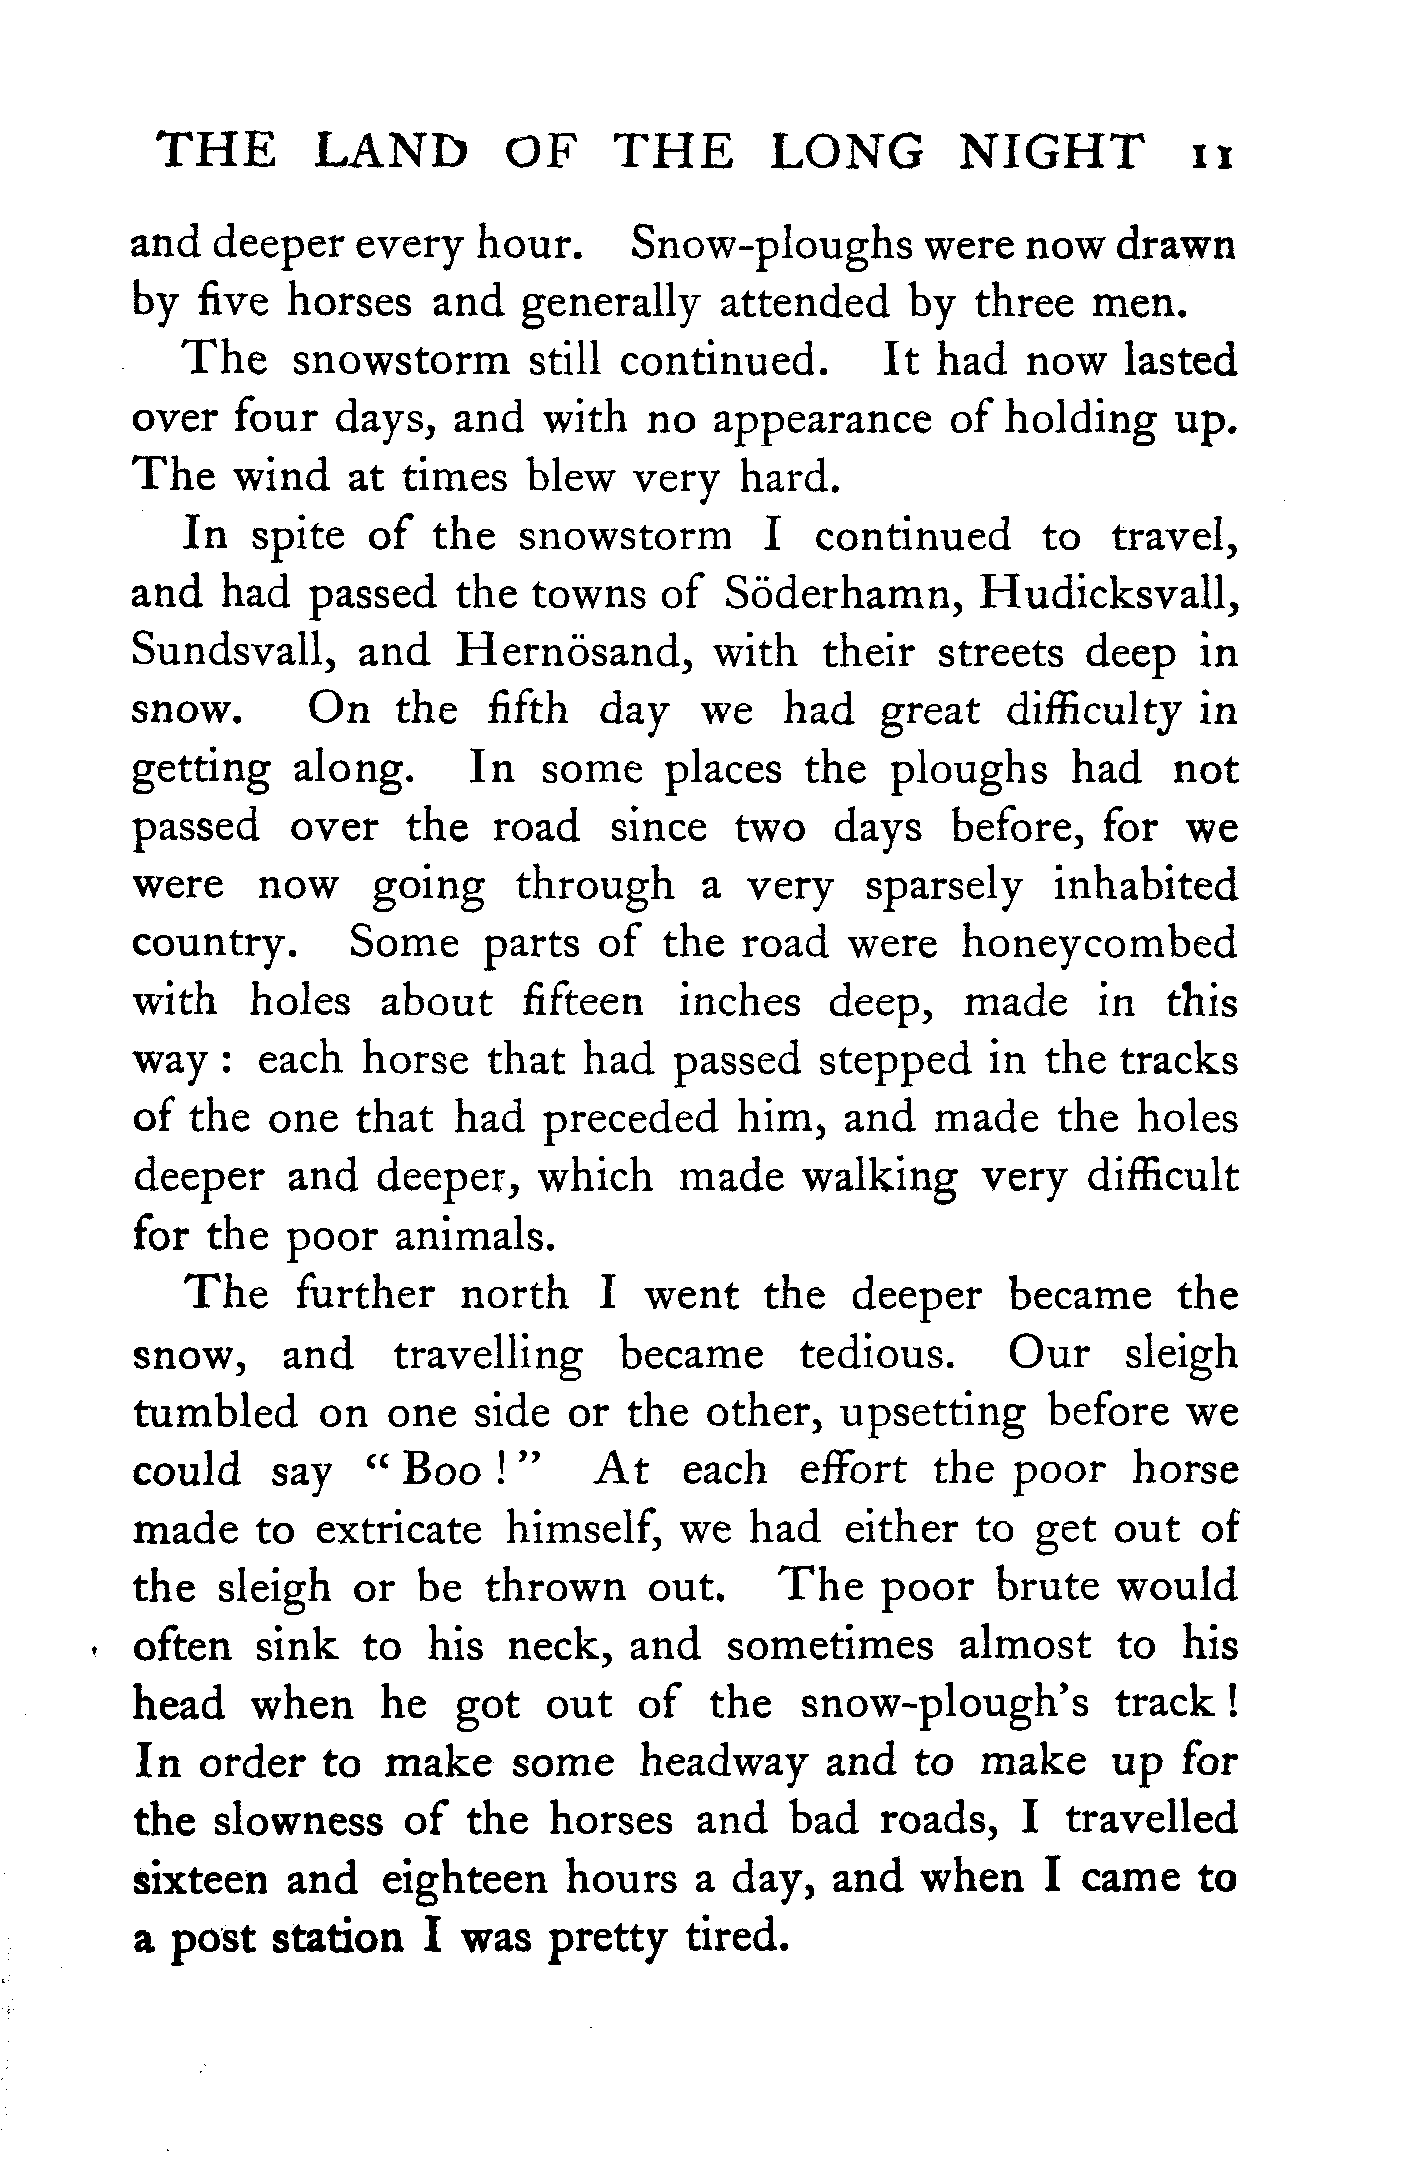 THE LAND OF THE LONG NIGHT 11
and deeper every hour. Snow-ploughs were now drawn
by five horses and generally attended by three men.
The snowstorm still continued. It had now lasted
over four days, and with no appearance of holding up.
The wind at times blew very hard.
In spite of the snowstorm I continued to travel,
and had passed the towns of Söderhamn, Hudicksvall,
Sundsvall, and Hernösand, with their streets deep in
snow. On the fifth day we had great difficulty in
getting along. In some places the ploughs had not
passed over the road since two days before, for we
were now going through a very sparsely inhabited
country. Some parts of the road were honeycombed
with holes about fifteen inches deep, made in this
way : each horse that had passed stepped in the tracks
of the one that had preceded him, and made the holes
deeper and deeper, which made walking very difficult
for the poor animals.
The further north I went the deeper became the
snow, and travelling became tedious. Our sleigh
tumbled on one side or the other, upsetting before we
could say “ Boo ! ” At each effort the poor horse
made to extricate himself, we had either to get out of
the sleigh or be thrown out. The poor brute would
often sink to his neck, and sometimes almost to his
head when he got out of the snow-plough’s track !
In order to make some headway and to make up for
the slowness of the horses and bad roads, I travelled
sixteen and eighteen hours a day, and when I came to
a post station I was pretty tired.